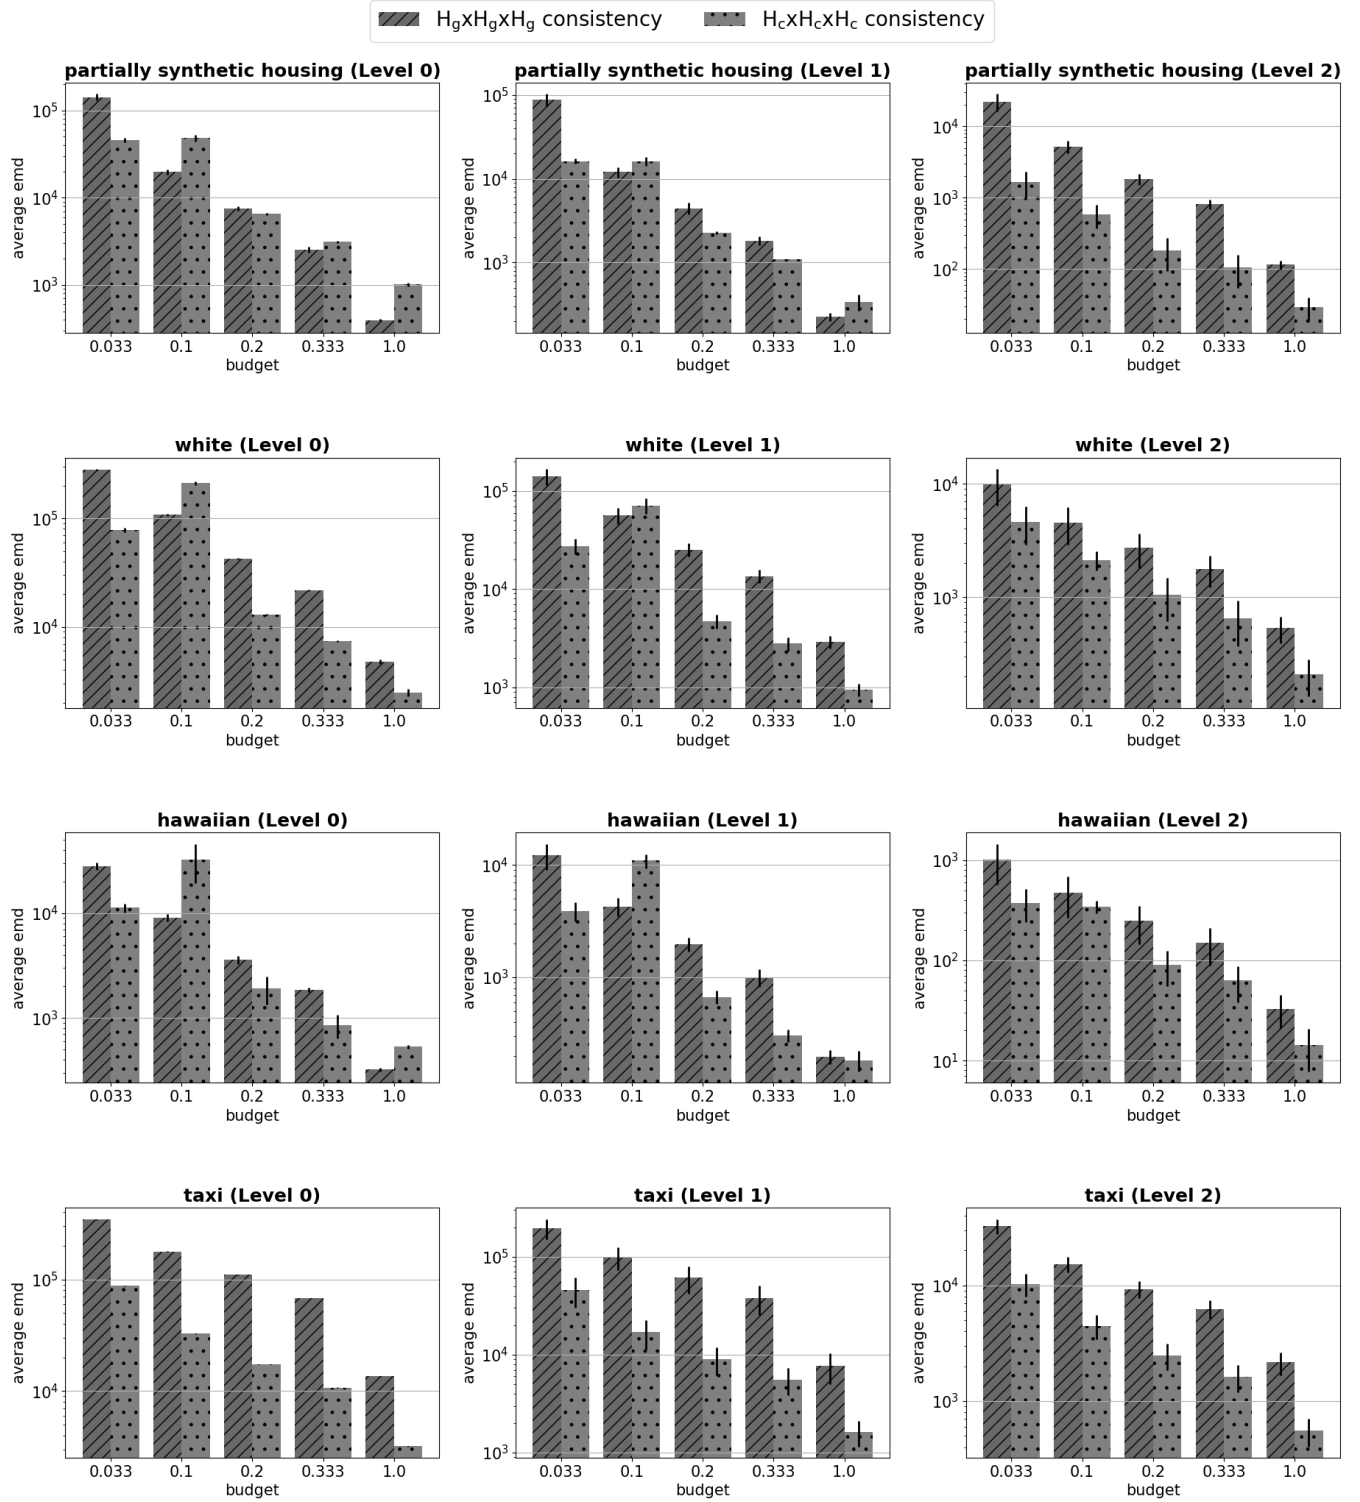 HgxHgxHg consistency HcxHcxHc consistency
partially synthetic housing (Level 0) partially synthetic housing (Level 1) partially synthetic housing (Level 2)
average emd 10^5 10^4 10^3
0.033 0.1 0.2 0.333 1.0
budget
average emd 10^5 10^4 10^3
0.033 0.1 0.2 0.333 1.0
budget
average emd 10^4 10^3 10^2
0.033 0.1 0.2 0.333 1.0
budget
white (Level 0) white (Level 1) white (Level 2)
average emd 10^5 10^4
0.033 0.1 0.2 0.333 1.0
budget
average emd 10^5 10^4 10^3
0.033 0.1 0.2 0.333 1.0
budget
average emd 10^4 10^3
0.033 0.1 0.2 0.333 1.0
budget
hawaiian (Level 0) hawaiian (Level 1) hawaiian (Level 2)
average emd 10^4 10^3
0.033 0.1 0.2 0.333 1.0
budget
average emd 10^4 10^3
0.033 0.1 0.2 0.333 1.0
budget
average emd 10^3 10^2 10^1
0.033 0.1 0.2 0.333 1.0
budget
taxi (Level 0) taxi (Level 1) taxi (Level 2)
average emd 10^5 10^4
0.033 0.1 0.2 0.333 1.0
budget
average emd 10^5 10^4 10^3
0.033 0.1 0.2 0.333 1.0
budget
average emd 10^4 10^3
0.033 0.1 0.2 0.333 1.0
budget